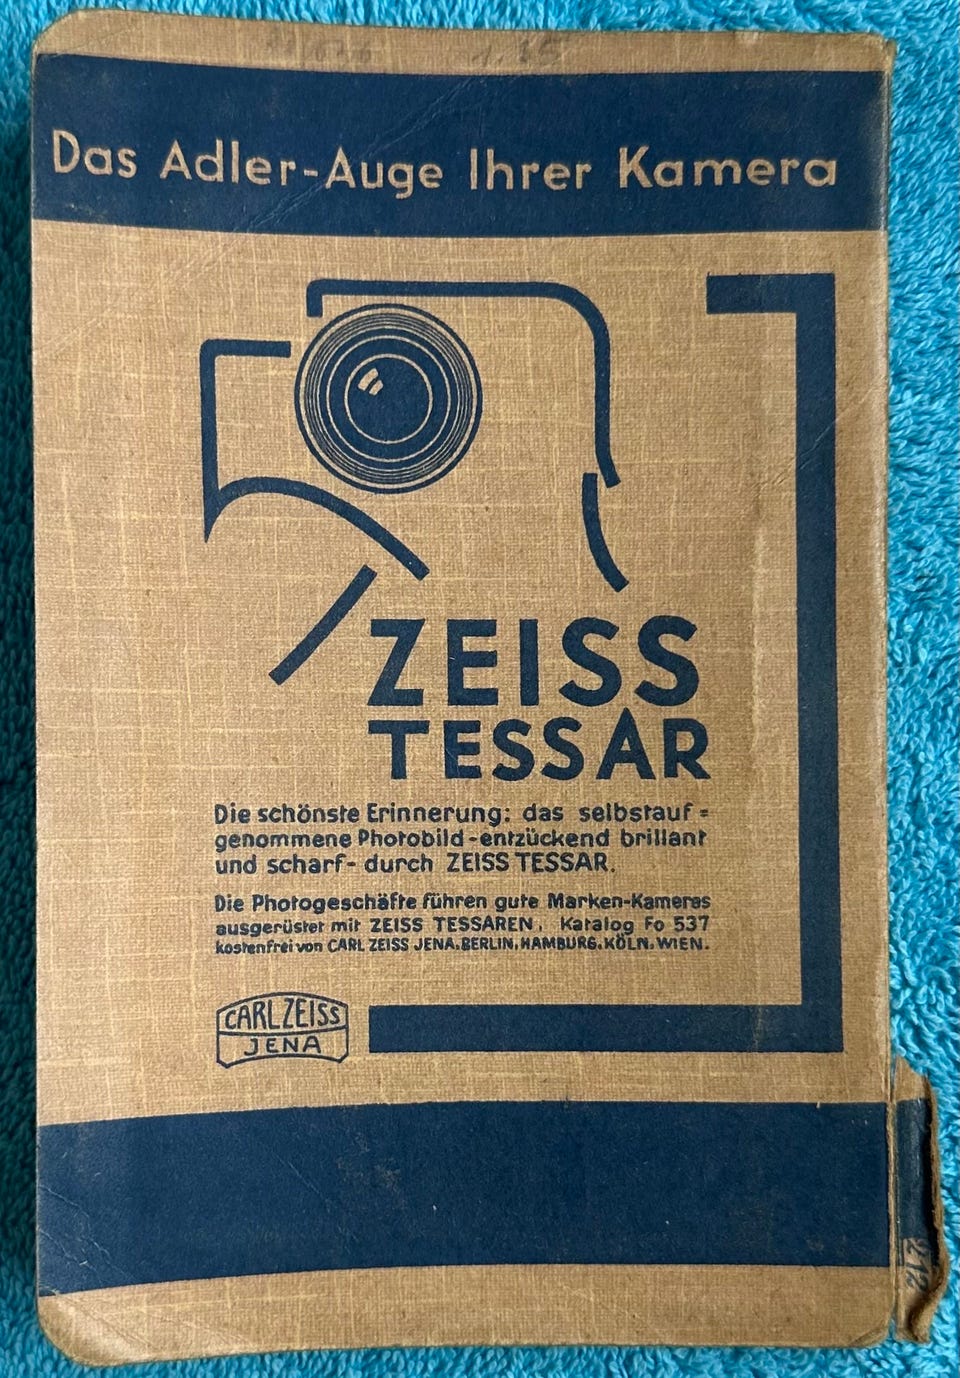 Das Adler-Auge Ihrer Kamera
ZEISS
TESSAR
Die schönste Erinnerung: das selbstauf=
genommene Photobild-entzückend brillant
und scharf- durch ZEISS TESSAR.
Die Photogeschäfte führen gute Marken-Kameras
ausgerüstet mit ZEISS TESSAREN. Katalog Fo 537
kostenfrei von CARL ZEISS JENA.BERLIN,HAMBURG.KÖLN.WIEN.
CARL ZEISS
JENA
212